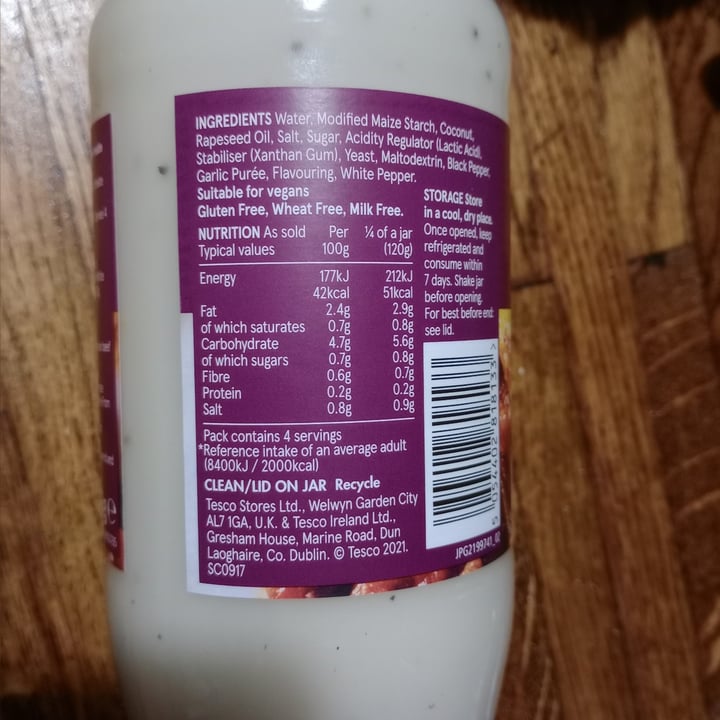 INGREDIENTS Water, Modified Maize Starch, Coconut,
Rapeseed Oil, Salt, Sugar, Acidity Regulator (Lactic Acid),
Stabiliser (Xanthan Gum), Yeast, Maltodextrin, Black Pepper,
Garlic Purée, Flavouring, White Pepper.
Suitable for vegans
Gluten Free, Wheat Free, Milk Free.
NUTRITION As sold Per ¼ of a jar
Typical values 100g (120g)
Energy 177kJ 212kJ
42kcal 51kcal
Fat 2.4g 2.9g
of which saturates 0.7g 0.8g
Carbohydrate 4.7g 5.6g
of which sugars 0.7g 0.8g
Fibre 0.6g 0.7g
Protein 0.2g 0.2g
Salt 0.8g 0.9g
Pack contains 4 servings
*Reference intake of an average adult
(8400kJ / 2000kcal)
CLEAN/LID ON JAR Recycle
Tesco Stores Ltd., Welwyn Garden City
AL7 1GA, U.K. & Tesco Ireland Ltd.,
Gresham House, Marine Road, Dun
Laoghaire, Co. Dublin. © Tesco 2021.
SC0917
STORAGE Store
in a cool, dry place.
Once opened, keep
refrigerated and
consume within
7 days. Shake jar
before opening.
For best before end:
see lid.
5 054402 818133 >
JPG2199741_02